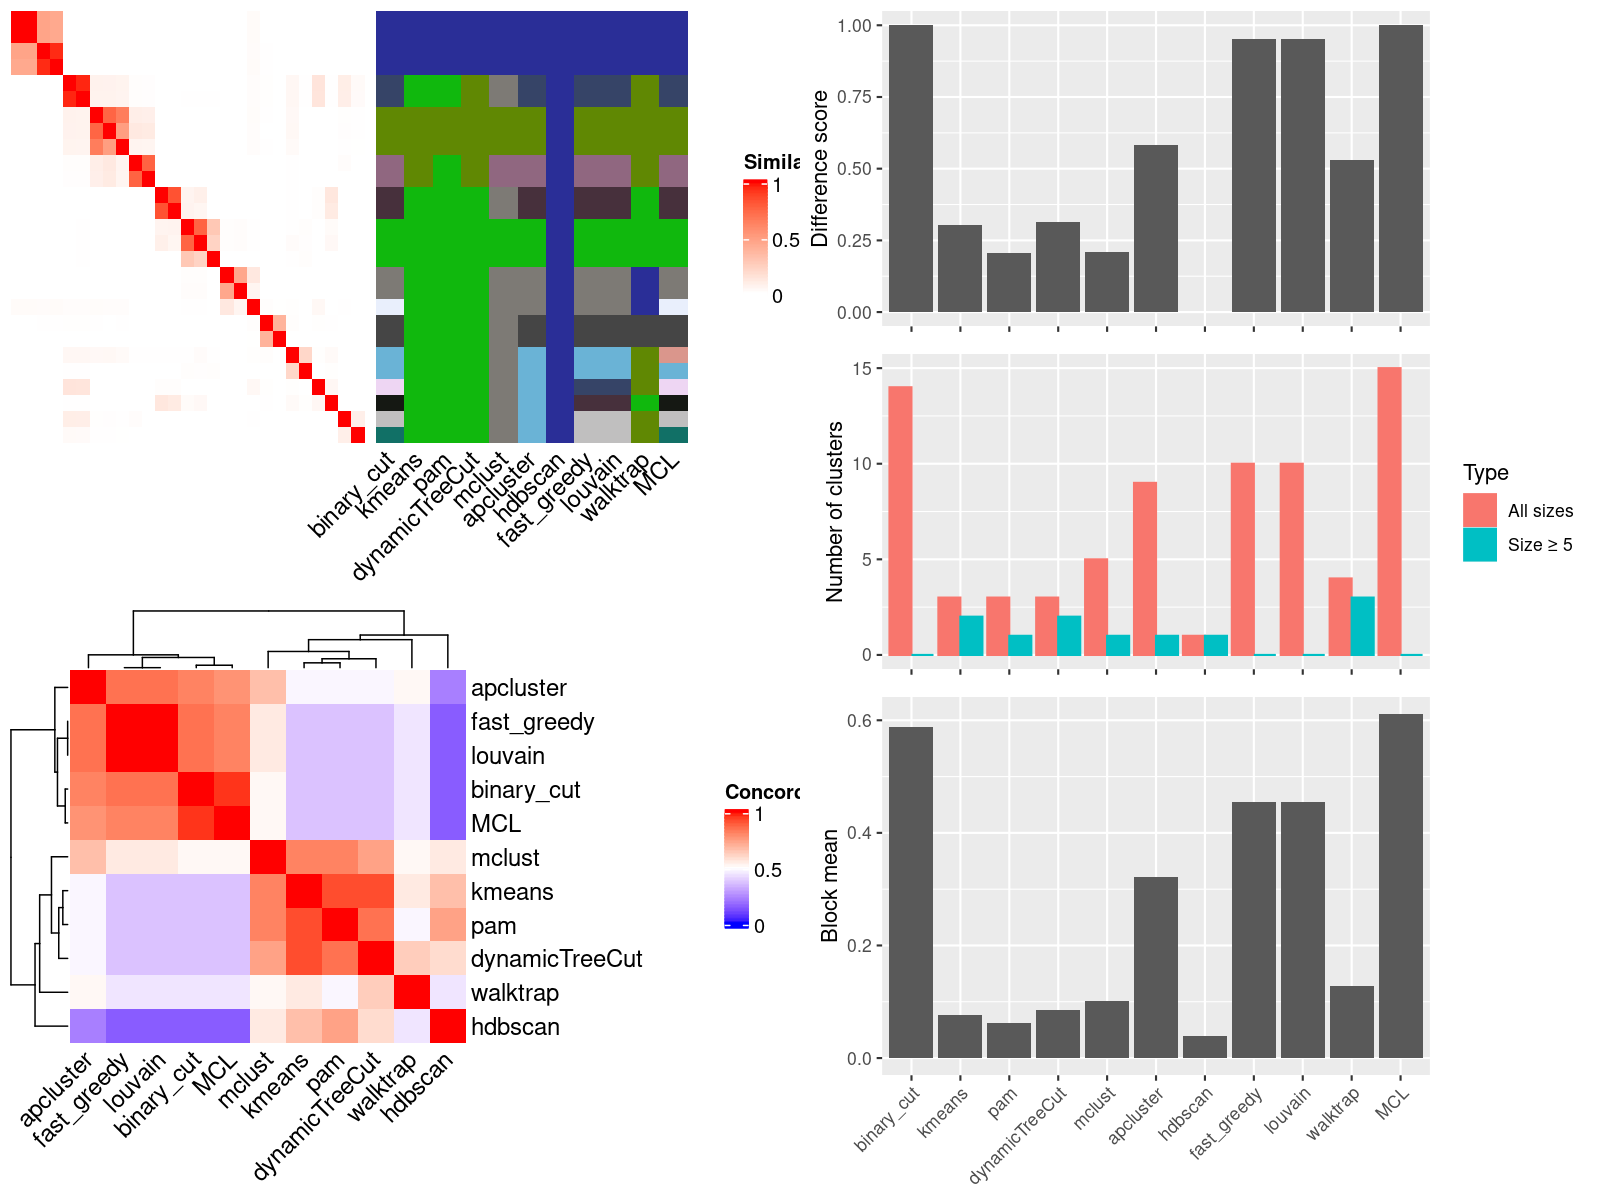 Simila
1
0.5
0
binary_cut
kmeans
pam
dynamicTreeCut
mclust
apcluster
hdbscan
fast_greedy
louvain
walktrap
MCL
Difference score
1.00
0.75
0.50
0.25
0.00
Number of clusters
15
10
5
0
Type
All sizes
Size ≥ 5
apcluster
fast_greedy
louvain
binary_cut
MCL
mclust
kmeans
pam
dynamicTreeCut
walktrap
hdbscan
apcluster
fast_greedy
louvain
binary_cut
MCL
mclust
kmeans
pam
dynamicTreeCut
walktrap
hdbscan
Concord
1
0.5
0
Block mean
0.6
0.4
0.2
0.0
binary_cut
kmeans
pam
dynamicTreeCut
mclust
apcluster
hdbscan
fast_greedy
louvain
walktrap
MCL